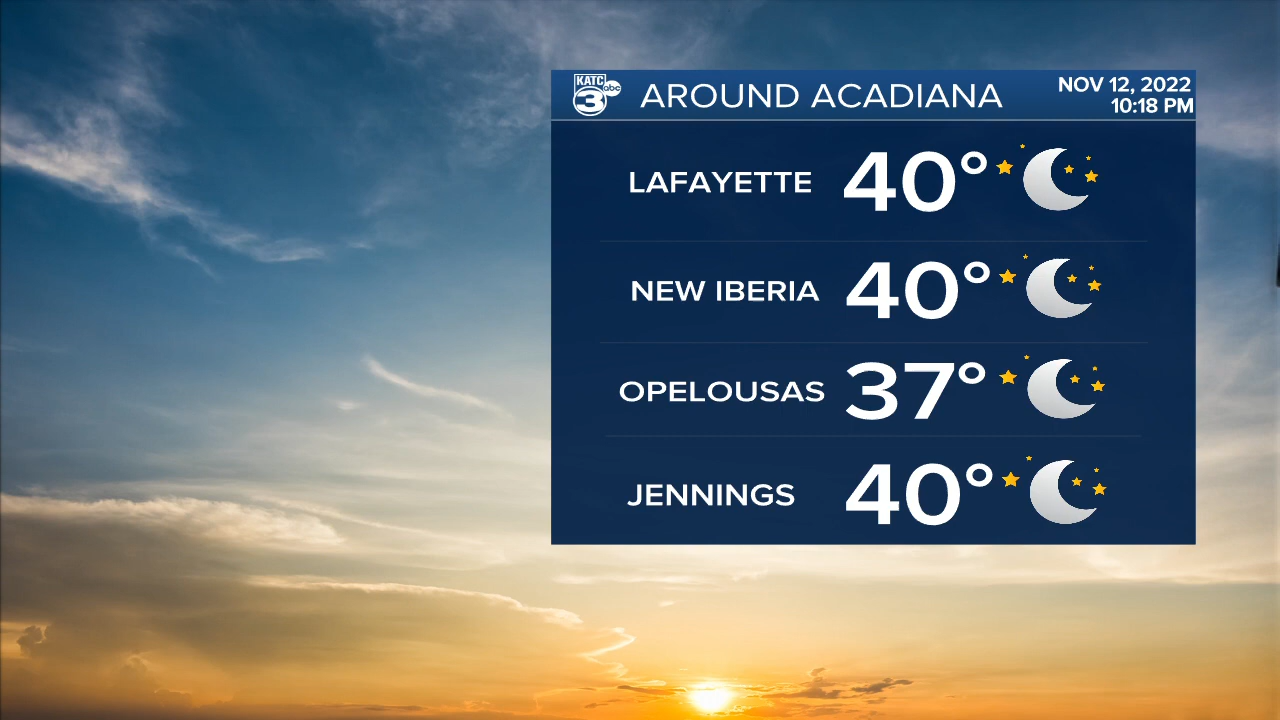 KATC
abc
3
AROUND ACADIANA
NOV 12, 2022
10:18 PM
LAFAYETTE 40°
NEW IBERIA 40°
OPELOUSAS 37°
JENNINGS 40°